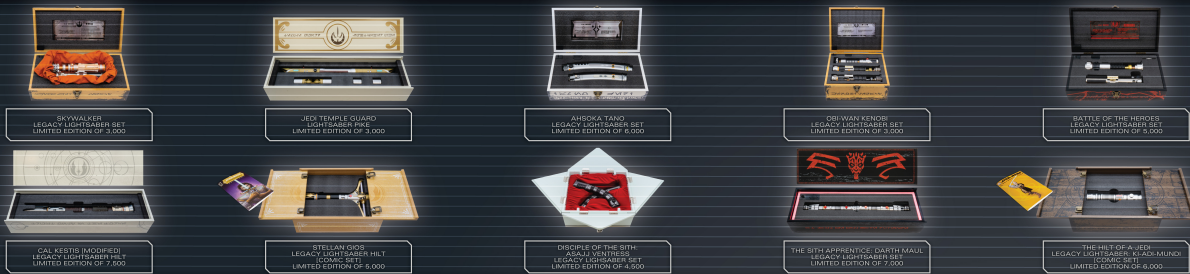 SKYWALKER
LEGACY LIGHTSABER SET
LIMITED EDITION OF 3,000
JEDI TEMPLE GUARD
LIGHTSABER PIKE
LIMITED EDITION OF 3,000
AHSOKA TANO
LEGACY LIGHTSABER SET
LIMITED EDITION OF 6,000
OBI-WAN KENOBI
LEGACY LIGHTSABER SET
LIMITED EDITION OF 3,000
BATTLE OF THE HEROES
LEGACY LIGHTSABER SET
LIMITED EDITION OF 5,000
CAL KESTIS [MODIFIED]
LEGACY LIGHTSABER HILT
LIMITED EDITION OF 7,500
STELLAN GIOS
LEGACY LIGHTSABER HILT
[COMIC SET]
LIMITED EDITION OF 5,000
DISCIPLE OF THE SITH:
ASAJJ VENTRESS
LEGACY LIGHSABER SET
LIMITED EDITION OF 4,500
THE SITH APPRENTICE: DARTH MAUL
LEGACY LIGHTSABER SET
LIMITED EDITION OF 7,000
THE HILT OF A JEDI
LEGACY LIGHTSABER: KI-ADI-MUNDI
[COMIC SET]
LIMITED EDITION OF 6,000